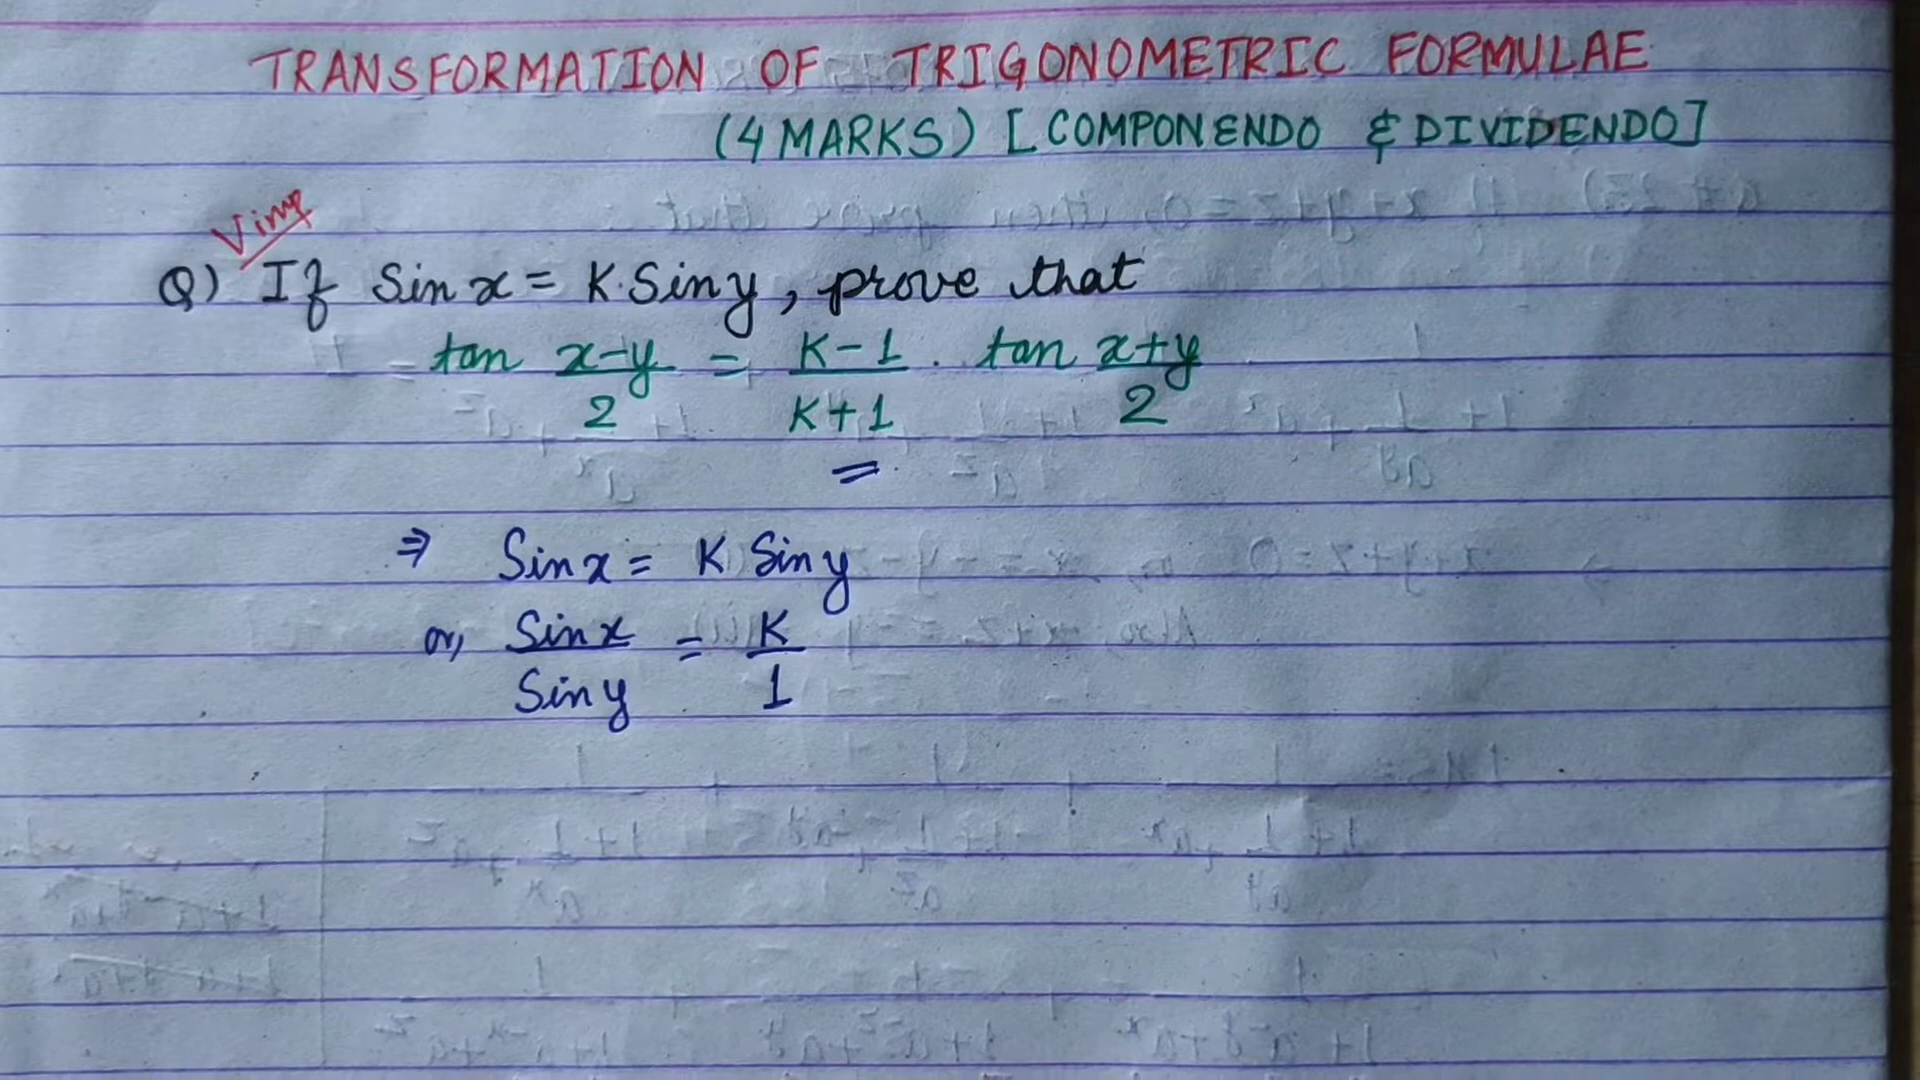 TRANSFORMATION OF TRIGONOMETRIC FORMULAE
(4 MARKS) [COMPONENDO & DIVIDENDO]
V imp
Q) If Sin x = K. Sin y, prove that
tan x-y/2 = K-1/K+1 . tan x+y/2
=
⇒ Sin x = K Sin y
or, Sin x/Sin y = K/1